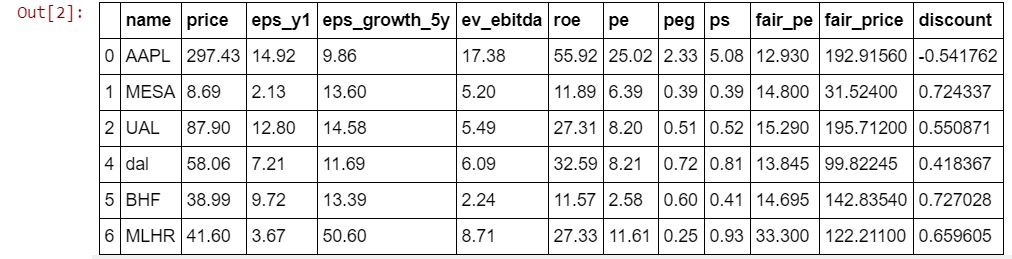 Out[2]:
name price eps_y1 eps_growth_5y ev_ebitda roe pe peg ps fair_pe fair_price discount
0 AAPL 297.43 14.92 9.86 17.38 55.92 25.02 2.33 5.08 12.930 192.91560 -0.541762
1 MESA 8.69 2.13 13.60 5.20 11.89 6.39 0.39 0.39 14.800 31.52400 0.724337
2 UAL 87.90 12.80 14.58 5.49 27.31 8.20 0.51 0.52 15.290 195.71200 0.550871
4 dal 58.06 7.21 11.69 6.09 32.59 8.21 0.72 0.81 13.845 99.82245 0.418367
5 BHF 38.99 9.72 13.39 2.24 11.57 2.58 0.60 0.41 14.695 142.83540 0.727028
6 MLHR 41.60 3.67 50.60 8.71 27.33 11.61 0.25 0.93 33.300 122.21100 0.659605